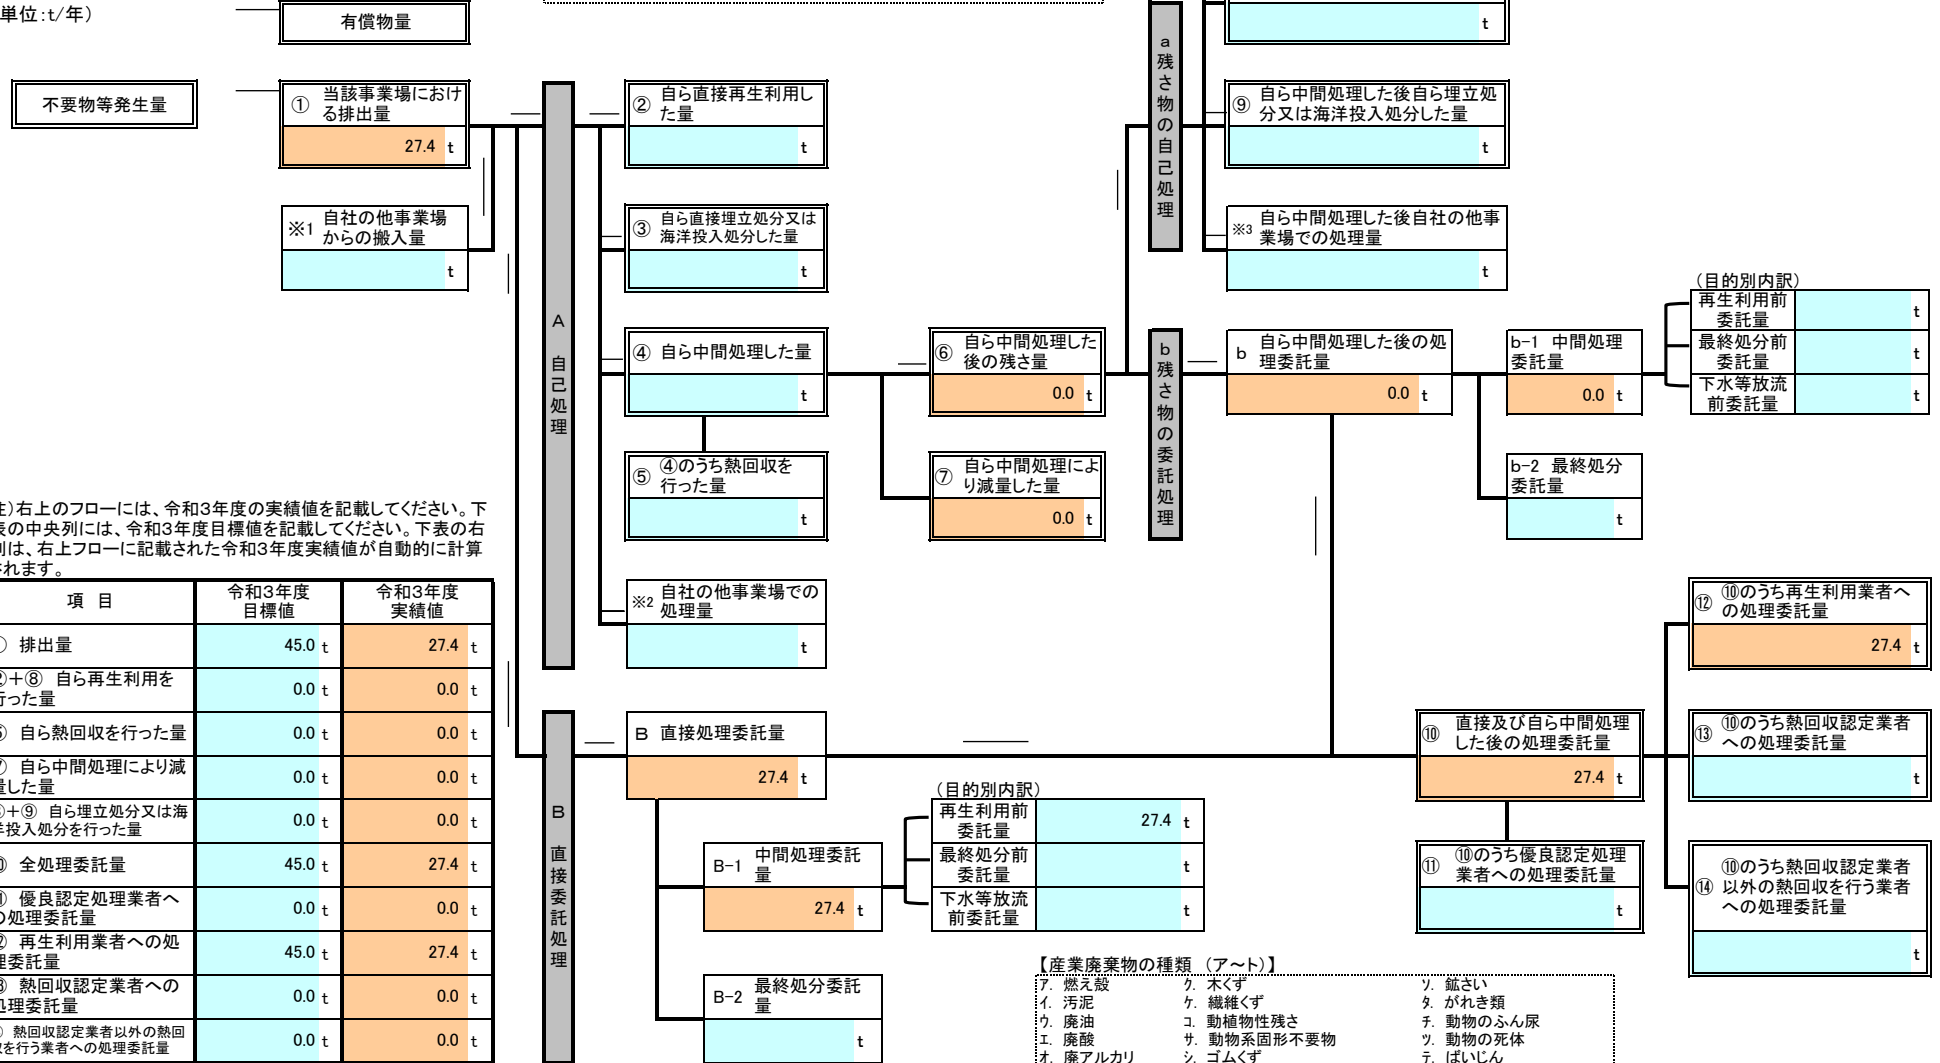 単位:t/年）
有償物量
t
不要物等発生量
① 当該事業場におけ
る排出量
27.4 t
※1 自社の他事業場
からの搬入量
t
A 自己処理
② 自ら直接再生利用し
た量
t
③ 自ら直接埋立処分又は
海洋投入処分した量
t
④ 自ら中間処理した量
t
⑤ ④のうち熱回収を
行った量
t
※2 自社の他事業場での
処理量
t
⑥ 自ら中間処理した
後の残さ量
0.0 t
⑦ 自ら中間処理によ
り減量した量
0.0 t
a残さ物の自己処理
⑨ 自ら中間処理した後自ら埋立処
分又は海洋投入処分した量
t
※3 自ら中間処理した後自社の他事
業場での処理量
t
b残さ物の委託処理
b 自ら中間処理した後の処
理委託量
0.0 t
b-1 中間処理
委託量
0.0 t
b-2 最終処分
委託量
t
（目的別内訳）
再生利用前
委託量
t
最終処分前
委託量
t
下水等放流
前委託量
t
）右上のフローには、令和3年度の実績値を記載してください。下
の中央列には、令和3年度目標値を記載してください。下表の右
は、右上フローに記載された令和3年度実績値が自動的に計算
れます。
項 目 令和3年度
目標値 令和3年度
実績値
排出量 45.0 t 27.4 t
＋⑧ 自ら再生利用を
った量 0.0 t 0.0 t
自ら熱回収を行った量 0.0 t 0.0 t
自ら中間処理により減
した量 0.0 t 0.0 t
＋⑨ 自ら埋立処分又は海
投入処分を行った量 0.0 t 0.0 t
全処理委託量 45.0 t 27.4 t
優良認定処理業者へ
の処理委託量 0.0 t 0.0 t
再生利用業者への処
理委託量 45.0 t 27.4 t
熱回収認定業者への
処理委託量 0.0 t 0.0 t
熱回収認定業者以外の熱回
を行う業者への処理委託量 0.0 t 0.0 t
B 直接委託処理
B 直接処理委託量
27.4 t
B-1 中間処理委託
量
27.4 t
B-2 最終処分委託
量
t
（目的別内訳）
再生利用前
委託量
27.4 t
最終処分前
委託量
t
下水等放流
前委託量
t
⑩ 直接及び自ら中間処理
した後の処理委託量
27.4 t
⑪ ⑩のうち優良認定処理
業者への処理委託量
t
⑫ ⑩のうち再生利用業者へ
の処理委託量
27.4 t
⑬ ⑩のうち熱回収認定業者
への処理委託量
t
⑭ ⑩のうち熱回収認定業者
以外の熱回収を行う業者
への処理委託量
t
【産業廃棄物の種類 （ア～ト）】
ア. 燃え殻 ク. 木くず ソ. 鉱さい
イ. 汚泥 ケ. 繊維くず タ. がれき類
ウ. 廃油 コ. 動植物性残さ チ. 動物のふん尿
エ. 廃酸 サ. 動物系固形不要物 ツ. 動物の死体
オ. 廃アルカリ シ. ゴムくず テ. ばいじん